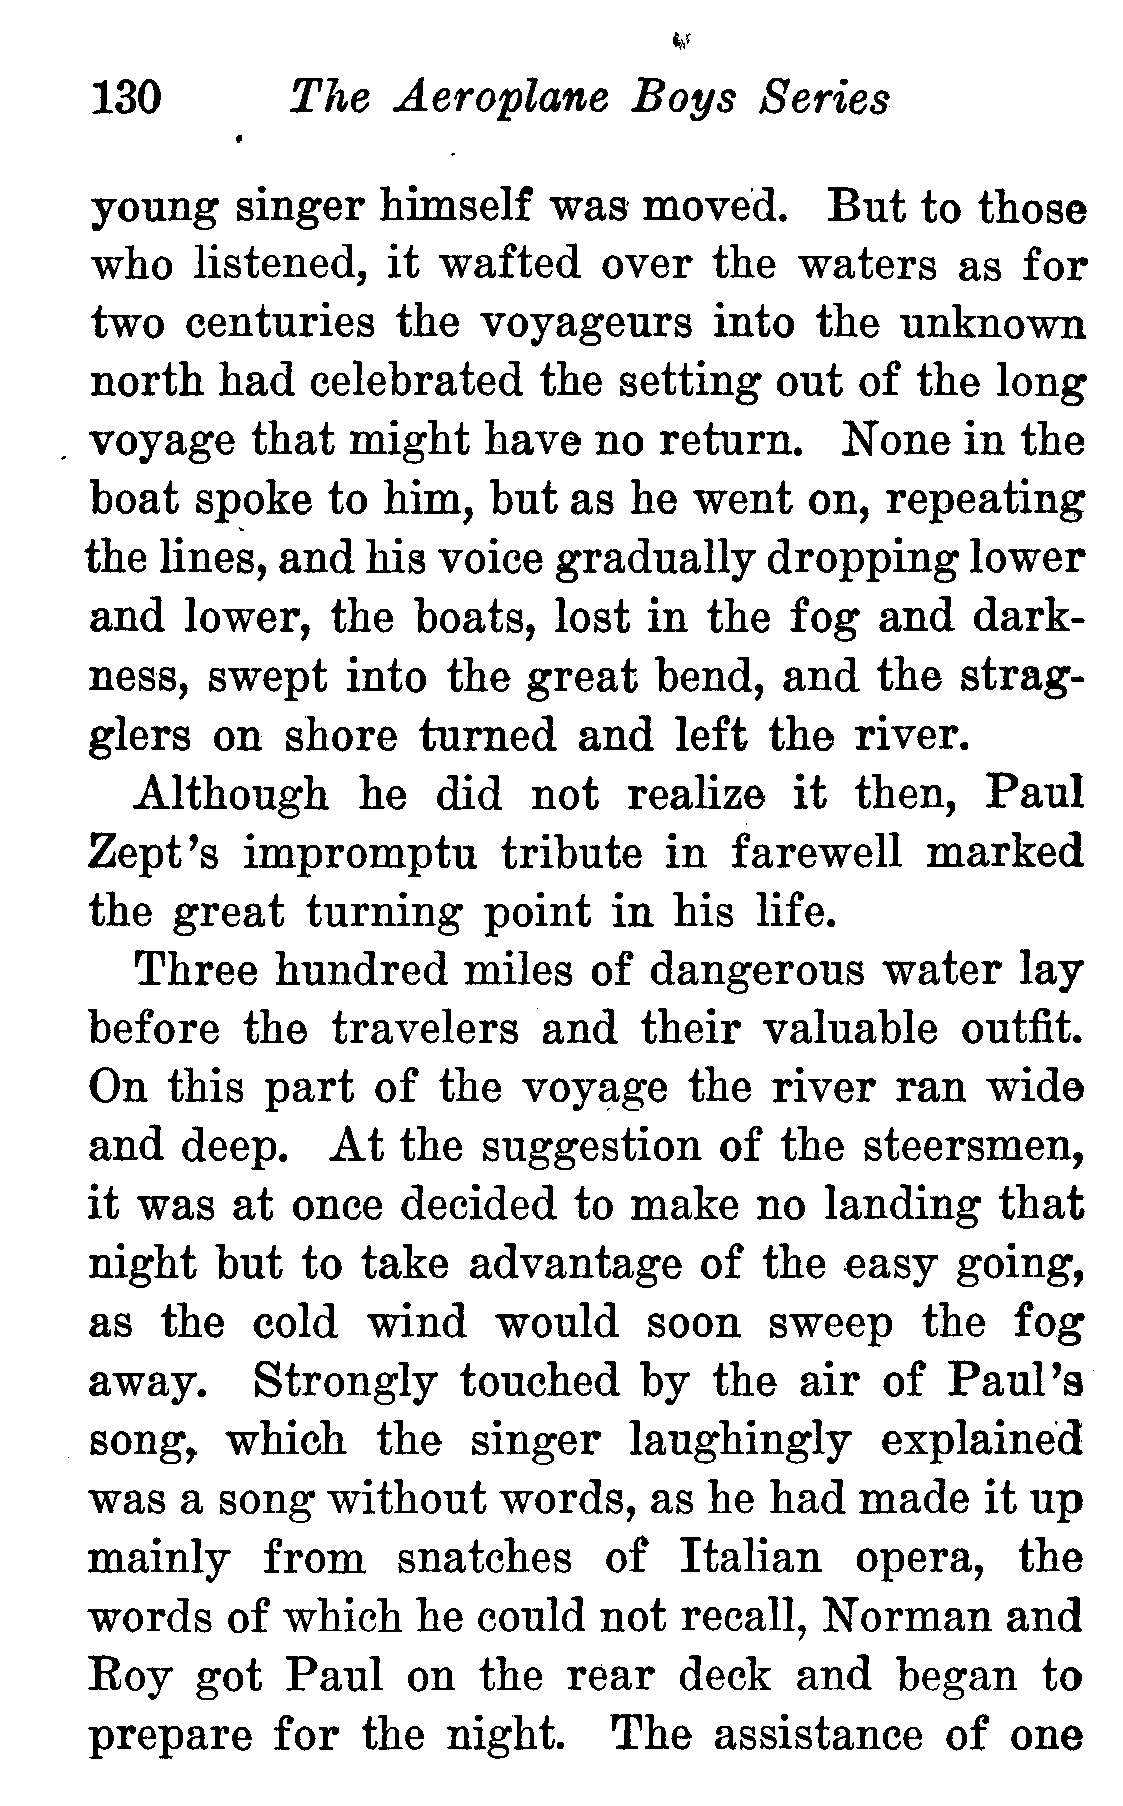 130 The Aeroplane Boys Series
young singer himself was moved. But to those
who listened, it wafted over the waters as for
two centuries the voyageurs into the unknown
north had celebrated the setting out of the long
voyage that might have no return. None in the
boat spoke to him, but as he went on, repeating
the lines, and his voice gradually dropping lower
and lower, the boats, lost in the fog and dark-
ness, swept into the great bend, and the strag-
glers on shore turned and left the river.
Although he did not realize it then, Paul
Zept's impromptu tribute in farewell marked
the great turning point in his life.
Three hundred miles of dangerous water lay
before the travelers and their valuable outfit.
On this part of the voyage the river ran wide
and deep. At the suggestion of the steersmen,
it was at once decided to make no landing that
night but to take advantage of the easy going,
as the cold wind would soon sweep the fog
away. Strongly touched by the air of Paul's
song, which the singer laughingly explained
was a song without words, as he had made it up
mainly from snatches of Italian opera, the
words of which he could not recall, Norman and
Roy got Paul on the rear deck and began to
prepare for the night. The assistance of one